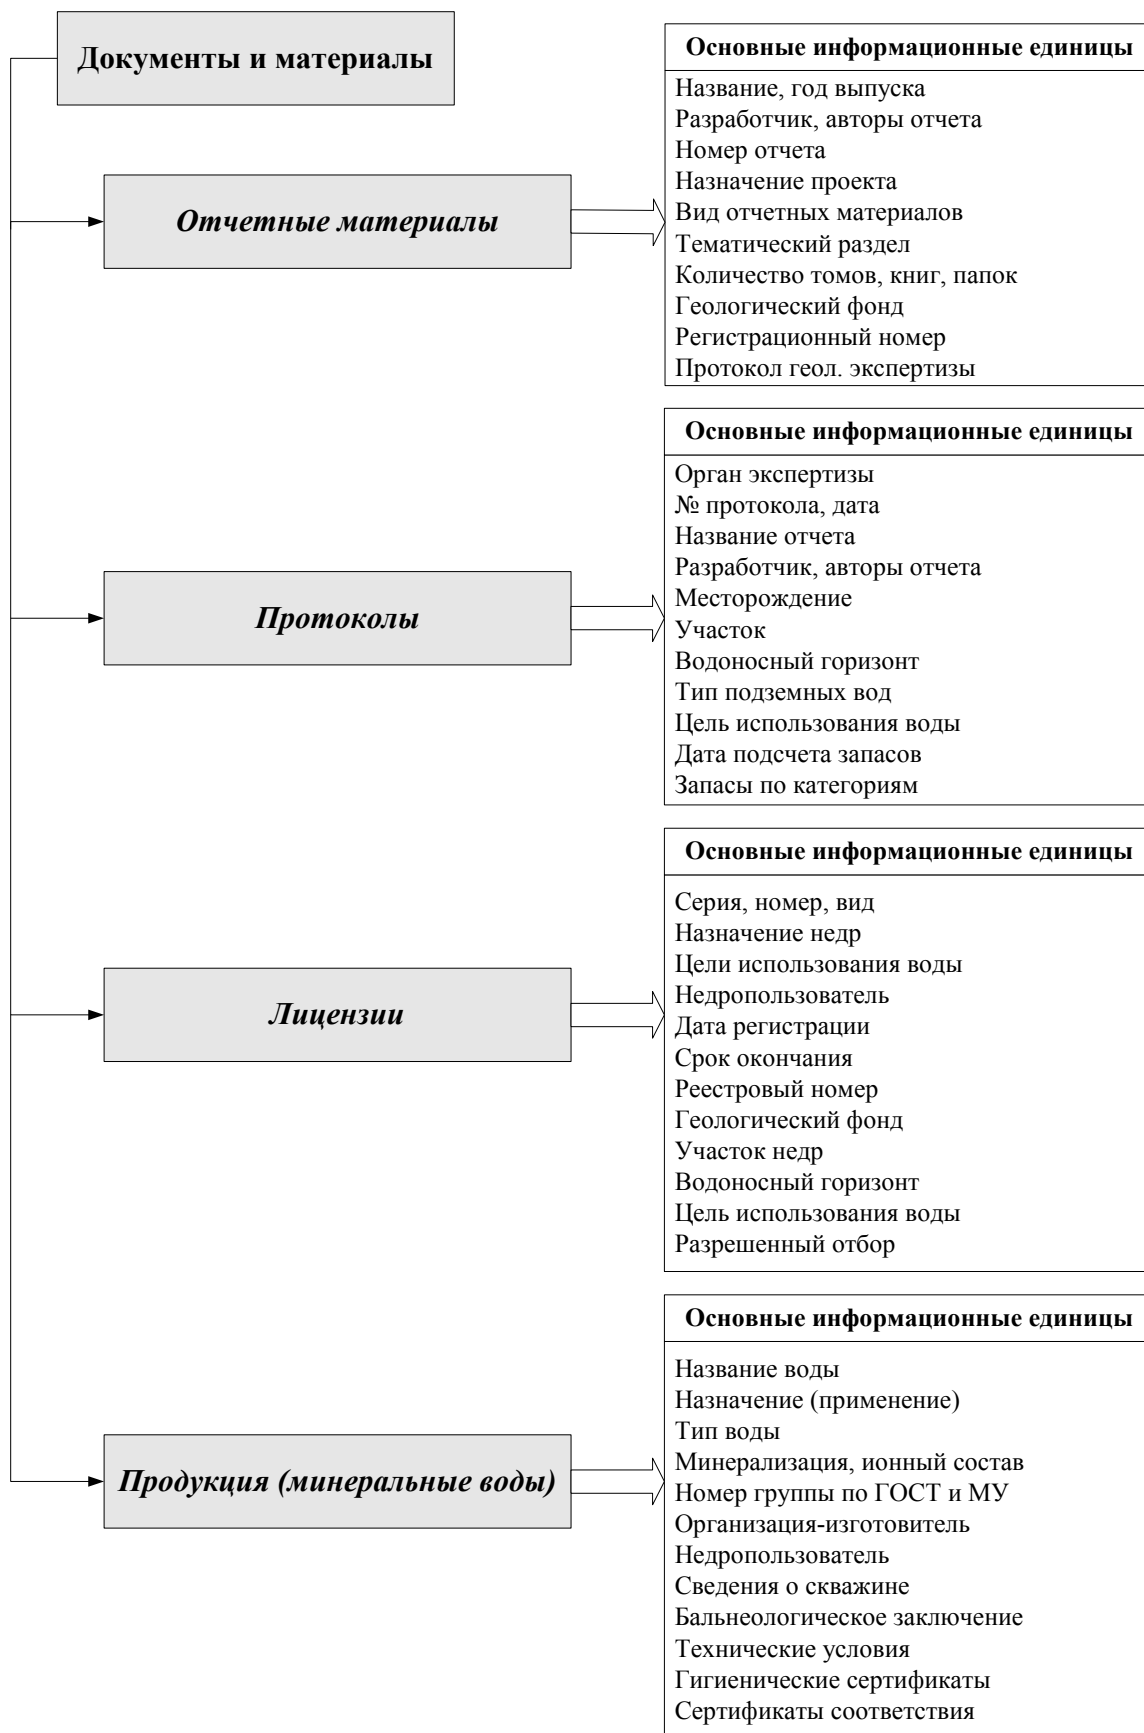 Документы и материалы
Основные информационные единицы
Название, год выпуска
Разработчик, авторы отчета
Номер отчета
Назначение проекта
Вид отчетных материалов
Тематический раздел
Количество томов, книг, папок
Геологический фонд
Регистрационный номер
Протокол геол. экспертизы
Отчетные материалы
Основные информационные единицы
Орган экспертизы
№ протокола, дата
Название отчета
Разработчик, авторы отчета
Месторождение
Участок
Водоносный горизонт
Тип подземных вод
Цель использования воды
Дата подсчета запасов
Запасы по категориям
Протоколы
Основные информационные единицы
Серия, номер, вид
Назначение недр
Цели использования воды
Недропользователь
Дата регистрации
Срок окончания
Реестровый номер
Геологический фонд
Участок недр
Водоносный горизонт
Цель использования воды
Разрешенный отбор
Лицензии
Основные информационные единицы
Название воды
Назначение (применение)
Тип воды
Минерализация, ионный состав
Номер группы по ГОСТ и МУ
Организация-изготовитель
Недропользователь
Сведения о скважине
Бальнеологическое заключение
Технические условия
Гигиенические сертификаты
Сертификаты соответствия
Продукция (минеральные воды)